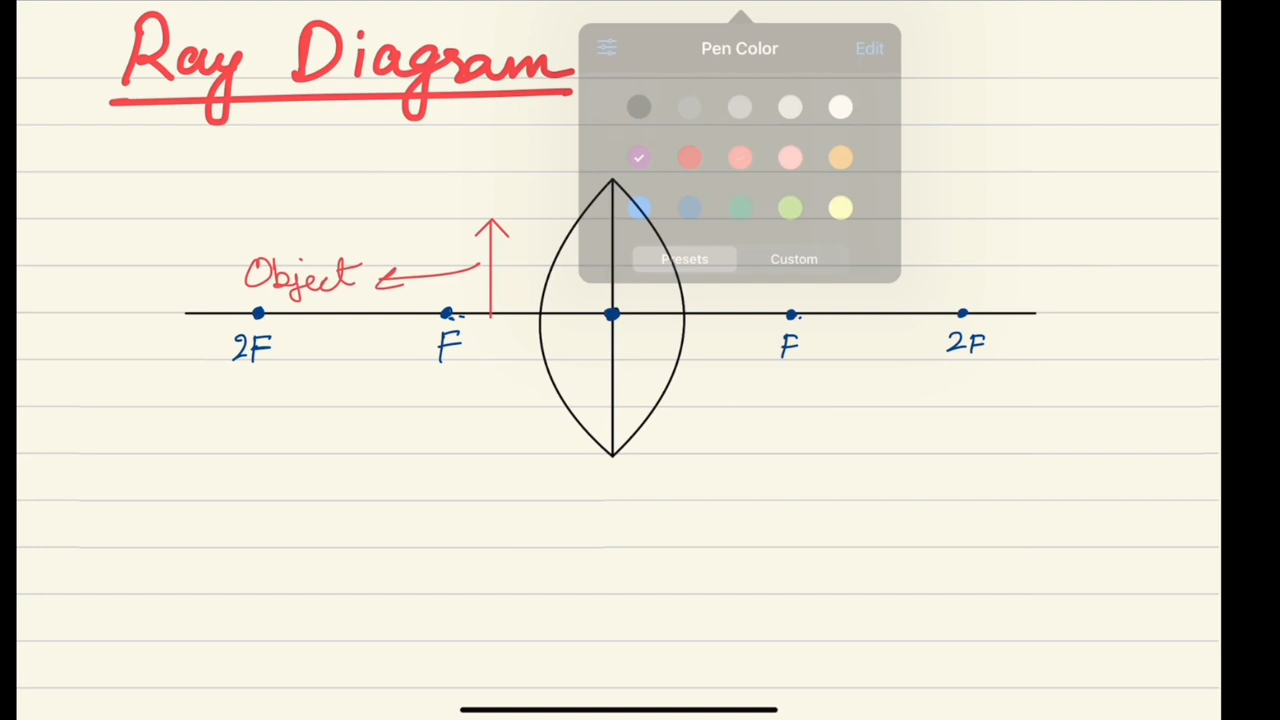 Ray Diagram
Pen Color
Edit
Presets
Custom
Object
2F
F
F
2F